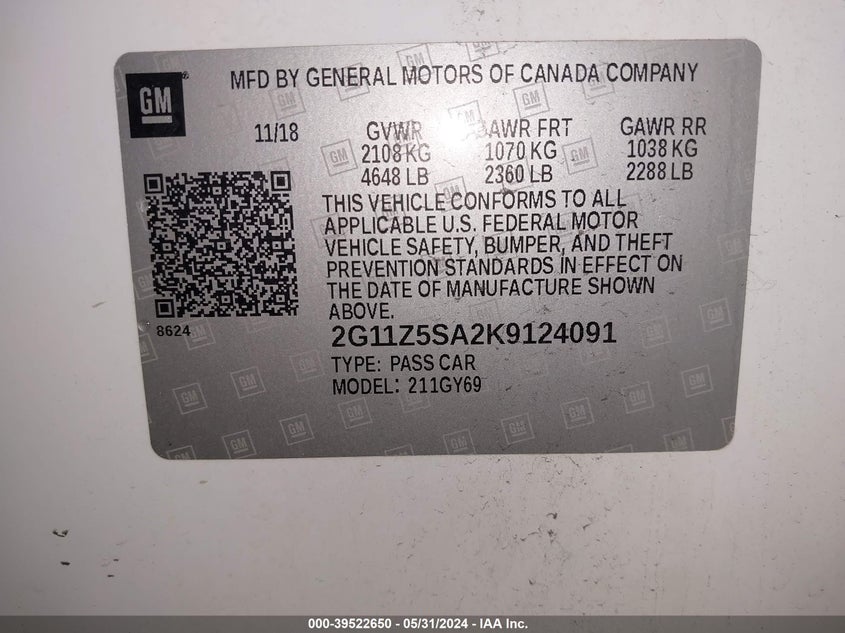 GM
MFD BY GENERAL MOTORS OF CANADA COMPANY
11/18 GVWR GAWR FRT GAWR RR
2108 KG 1070 KG 1038 KG
4648 LB 2360 LB 2288 LB
THIS VEHICLE CONFORMS TO ALL
APPLICABLE U.S. FEDERAL MOTOR
VEHICLE SAFETY, BUMPER, AND THEFT
PREVENTION STANDARDS IN EFFECT ON
THE DATE OF MANUFACTURE SHOWN
ABOVE.
8624
2G11Z5SA2K9124091
TYPE: PASS CAR
MODEL: 211GY69
000-39522650 - 05/31/2024 - IAA Inc.